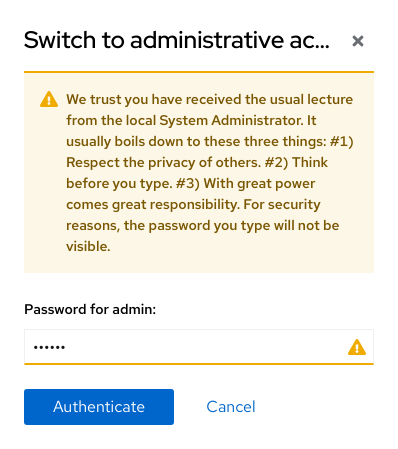 Switch to administrative ac...
We trust you have received the usual lecture
from the local System Administrator. It
usually boils down to these three things: #1)
Respect the privacy of others. #2) Think
before you type. #3) With great power
comes great responsibility. For security
reasons, the password you type will not be
visible.
Password for admin:
••••••
Authenticate
Cancel